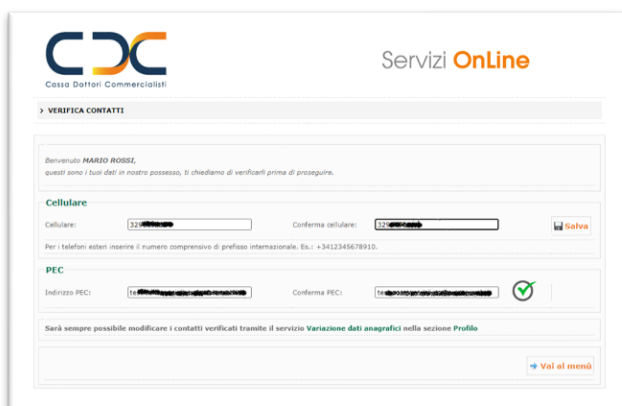 CDC
Cassa Dottori Commercialisti
Servizi OnLine
> VERIFICA CONTATTI
Benvenuto MARIO ROSSI,
questi sono i tuoi dati in nostro possesso, ti chiediamo di verificarli prima di proseguire.
Cellulare
Cellulare: 329 Conferma cellulare: 329 Salva
Per i telefoni esteri inserire il numero comprensivo di prefisso internazionale. Es.: +3412345678910.
PEC
Indirizzo PEC: te Conferma PEC: te
Sarà sempre possibile modificare i contatti verificati tramite il servizio Variazione dati anagrafici nella sezione Profilo
Vai al menù